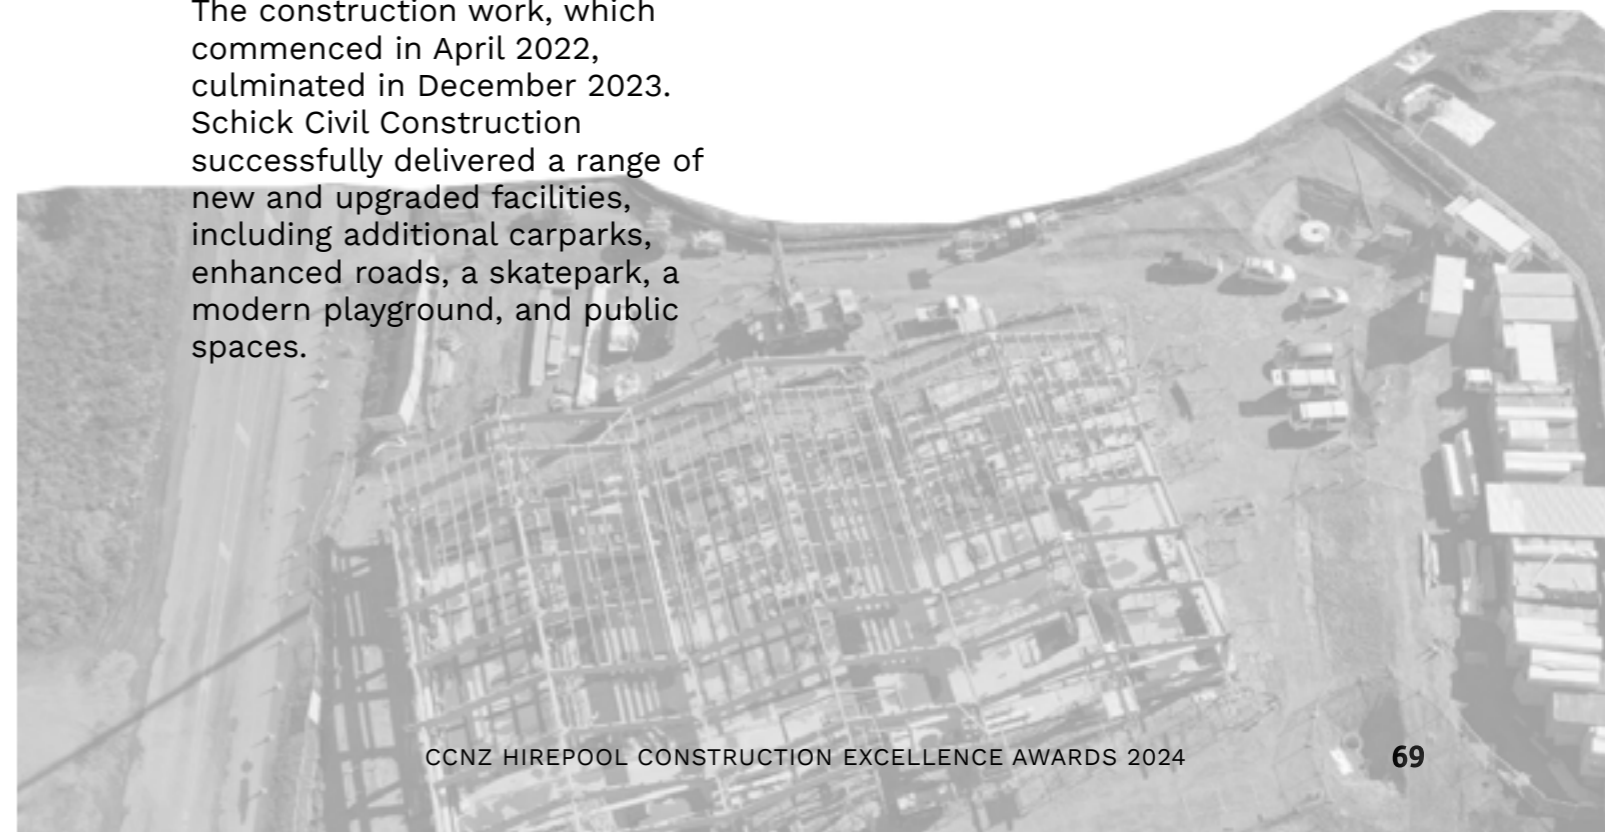 The construction work, which
commenced in April 2022,
culminated in December 2023.
Schick Civil Construction
successfully delivered a range of
new and upgraded facilities,
including additional carparks,
enhanced roads, a skatepark, a
modern playground, and public
spaces.
CCNZ HIREPOOL CONSTRUCTION EXCELLENCE AWARDS 2024 69